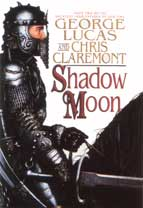 GEORGE
LUCAS
AND CHRIS
CLAREMONT
Shadow
Moon